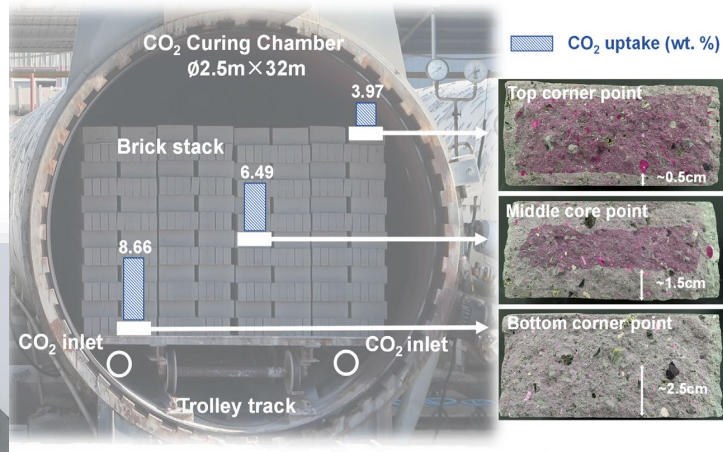 CO₂ Curing Chamber
Ø2.5m×32m
CO₂ uptake (wt. %)
3.97
Top corner point
Brick stack
~0.5cm
6.49
Middle core point
8.66
~1.5cm
Bottom corner point
CO₂ inlet
CO₂ inlet
~2.5cm
Trolley track